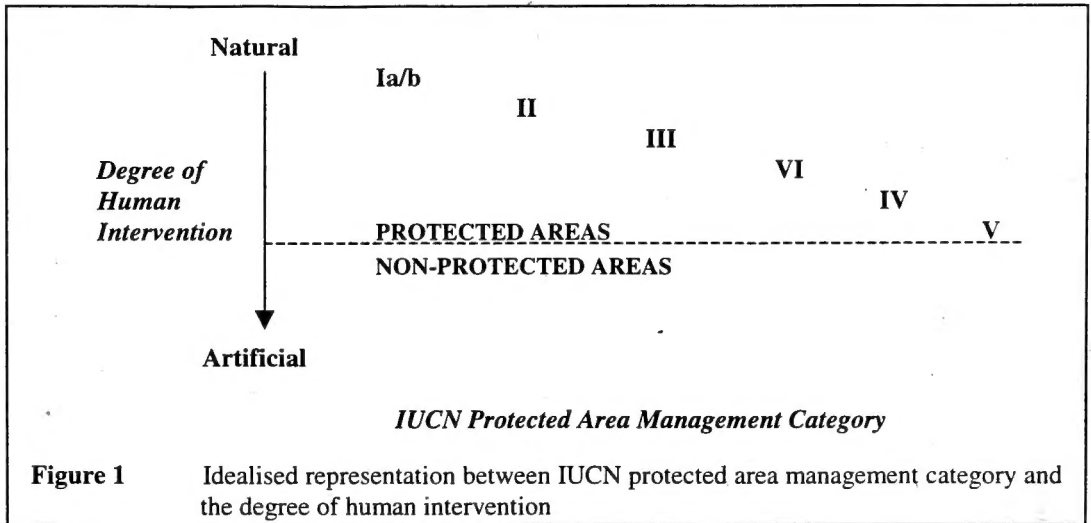 Natural
Ia/b
II
III
Degree of
Human
Intervention
VI
IV
V
PROTECTED AREAS
NON-PROTECTED AREAS
Artificial
IUCN Protected Area Management Category
Figure 1 Idealised representation between IUCN protected area management category and
the degree of human intervention